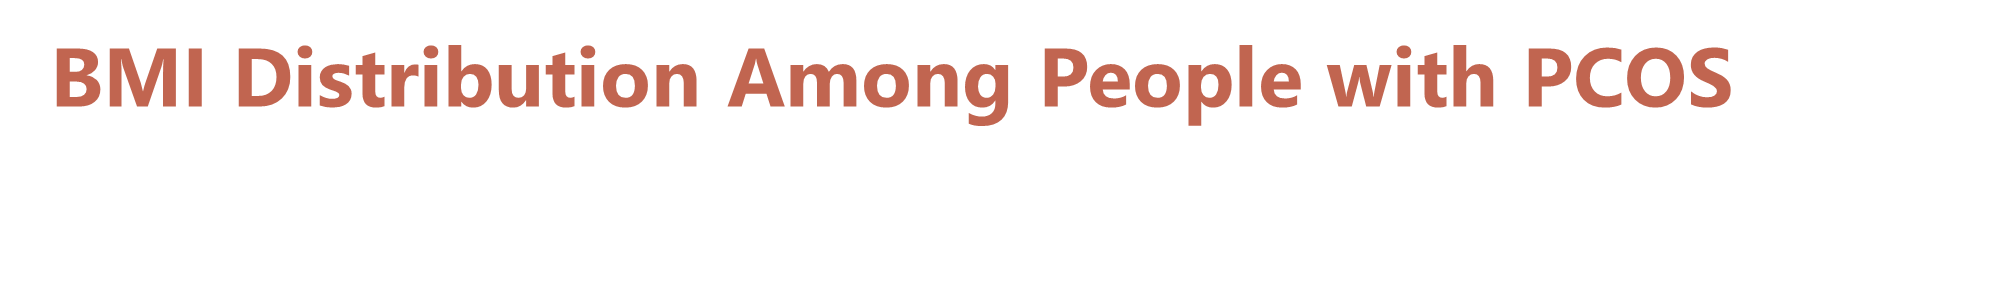 BMI Distribution Among People with PCOS